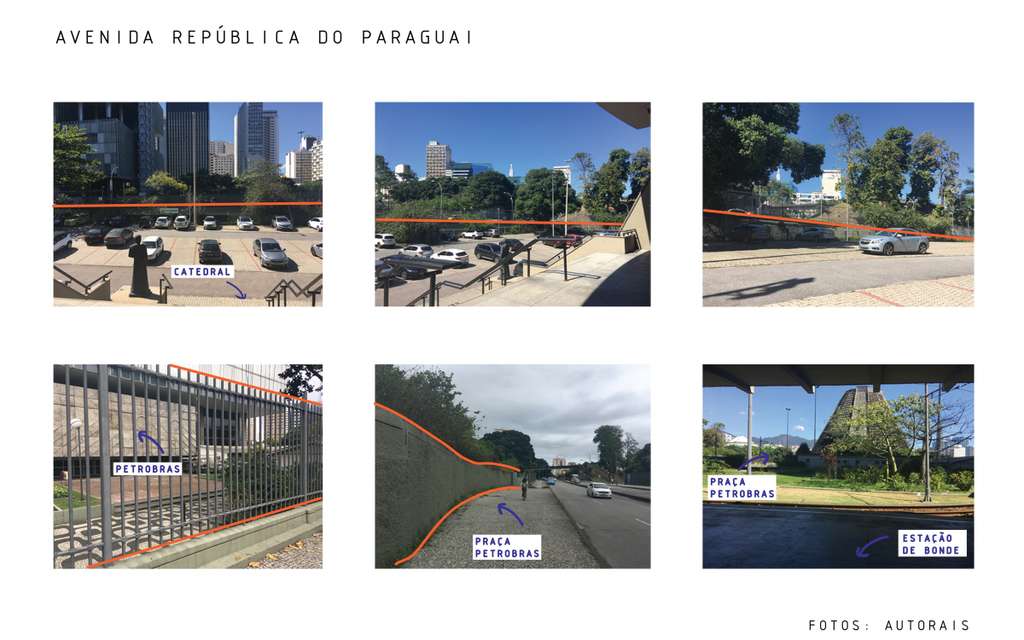 AVENIDA REPÚBLICA DO PARAGUAI
CATEDRAL
PETROBRAS
PRAÇA
PETROBRAS
PRAÇA
PETROBRAS
ESTAÇÃO
DE BONDE
FOTOS: AUTORAIS